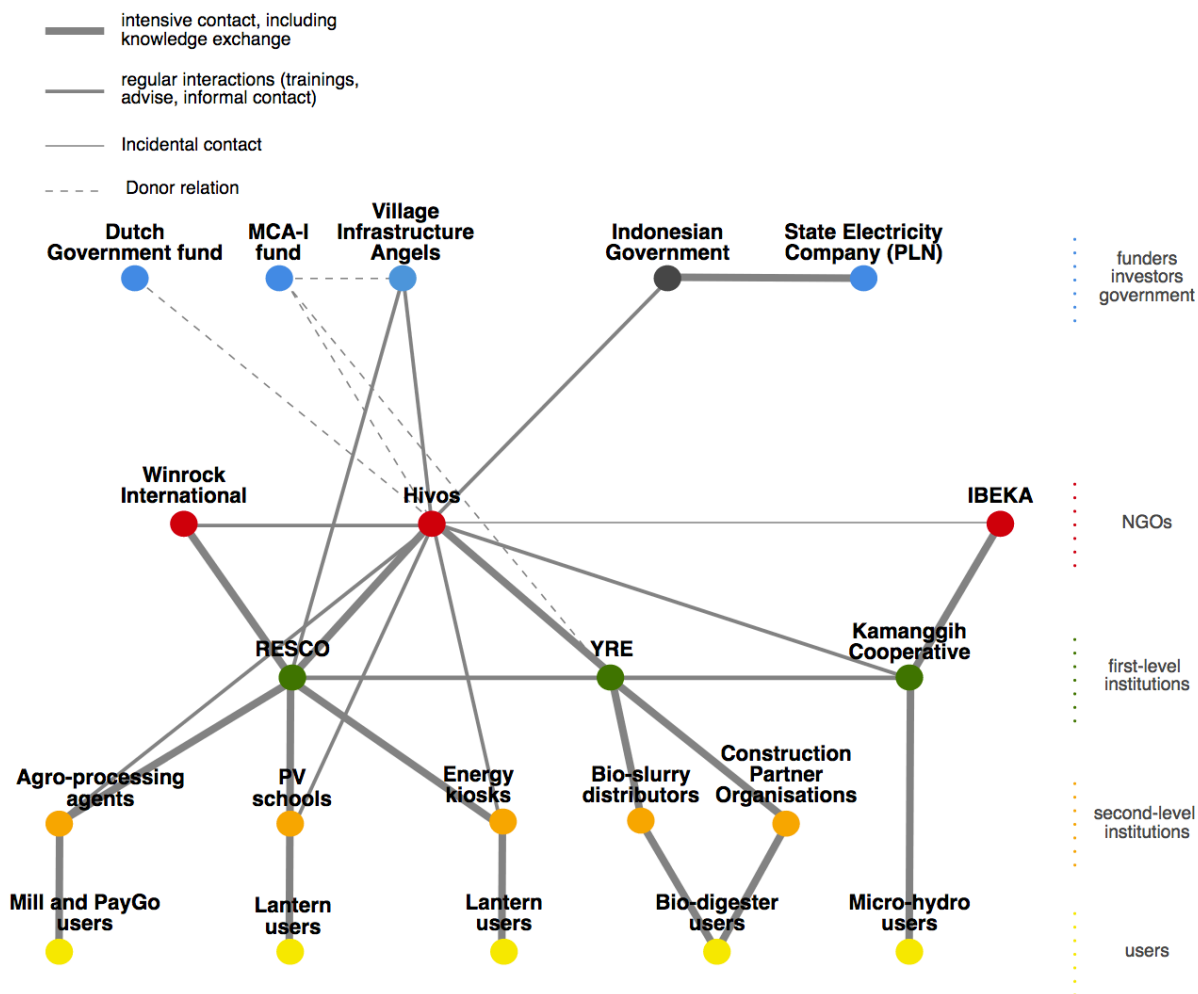 intensive contact, including
knowledge exchange
regular interactions (trainings,
advise, informal contact)
Incidental contact
Donor relation
Dutch
Government fund
MCA-I
fund
Village
Infrastructure
Angels
Indonesian
Government
State Electricity
Company (PLN)
funders
investors
government
Winrock
International
Hivos
IBEKA
NGOs
RESCO
YRE
Kamanggih
Cooperative
first-level
institutions
Agro-processing
agents
PV
schools
Energy
kiosks
Bio-slurry
distributors
Construction
Partner
Organisations
second-level
institutions
Mill and PayGo
users
Lantern
users
Lantern
users
Bio-digester
users
Micro-hydro
users
users